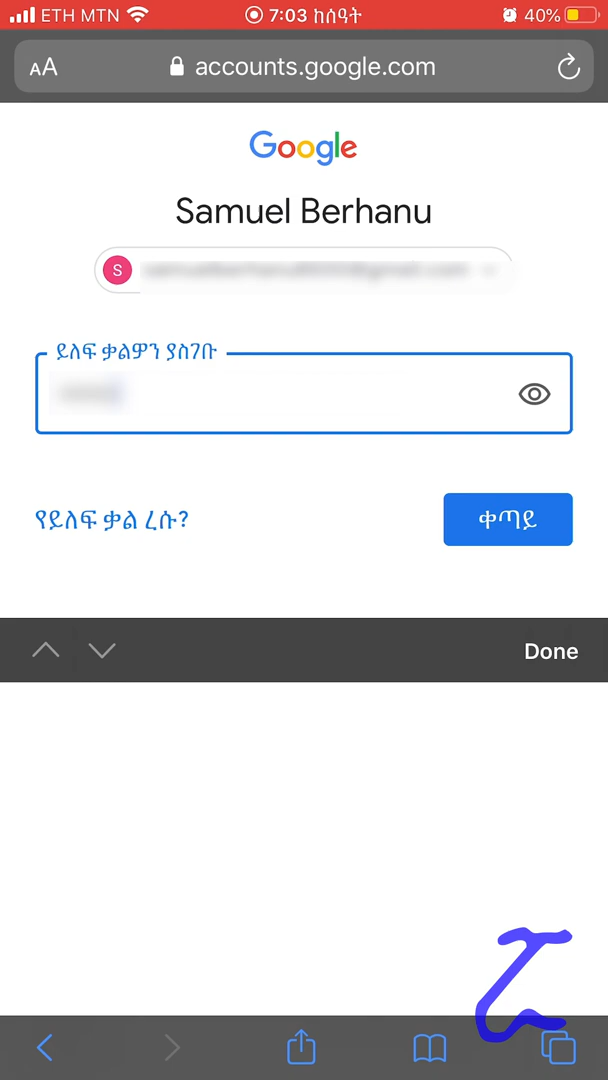 ETH MTN 7:03 ከሰዓት 40%
AA accounts.google.com
Google
Samuel Berhanu
S
ይለፍ ቃልዎን ያስገቡ
የይለፍ ቃል ረሱ? ቀጣይ
Done